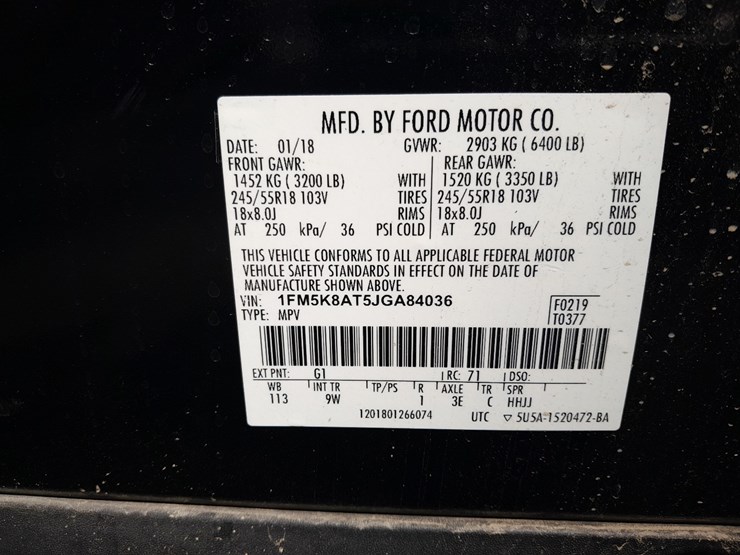 MFD. BY FORD MOTOR CO.
DATE: 01/18 GVWR: 2903 KG ( 6400 LB)
FRONT GAWR: REAR GAWR:
1452 KG ( 3200 LB) WITH 1520 KG ( 3350 LB) WITH
245/55R18 103V TIRES 245/55R18 103V TIRES
18x8.0J RIMS 18x8.0J RIMS
AT 250 kPa/ 36 PSI COLD AT 250 kPa/ 36 PSI COLD
THIS VEHICLE CONFORMS TO ALL APPLICABLE FEDERAL MOTOR
VEHICLE SAFETY STANDARDS IN EFFECT ON THE DATE OF
MANUFACTURE SHOWN ABOVE.
VIN: 1FM5K8AT5JGA84036 F0219
TYPE: MPV T0377
EXT PNT: G1 RC: 71 DSO:
WB INT TR TP/PS R AXLE TR SPR
113 9W 1 3E C HHJJ
1201801266074 UTC ▽ 5U5A-1520472-BA